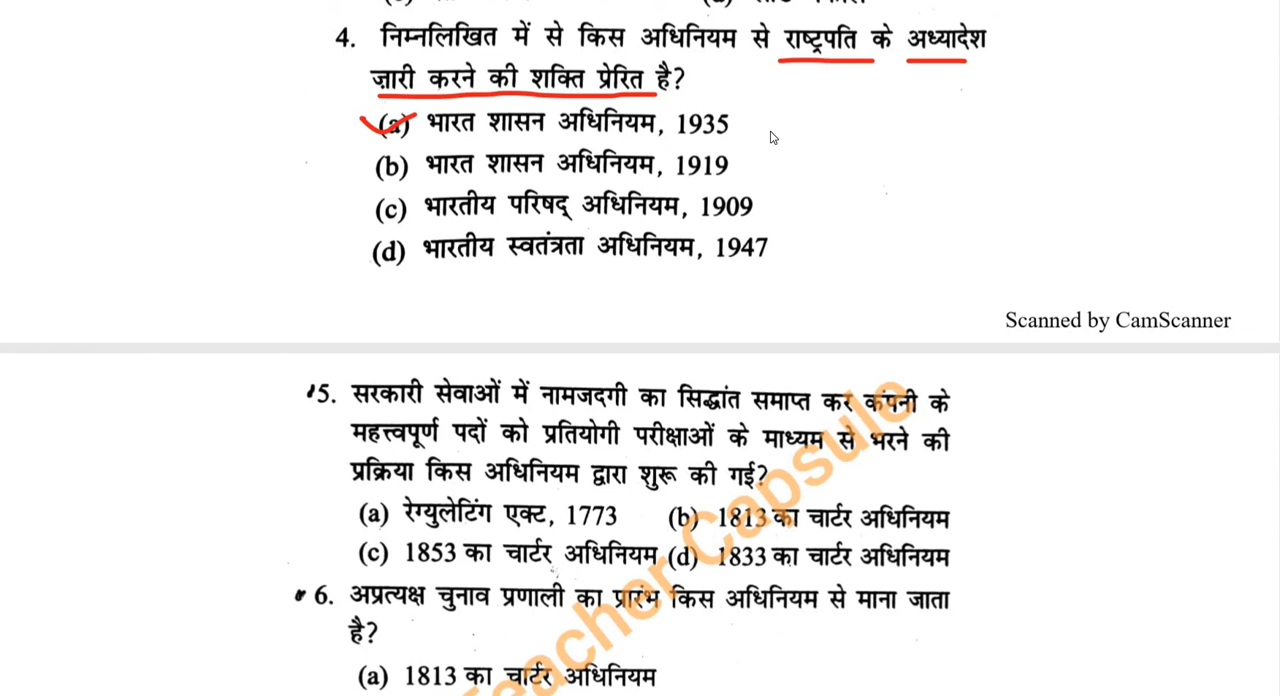 4. निम्नलिखित में से किस अधिनियम से राष्ट्रपति के अध्यादेश
ज़ारी करने की शक्ति प्रेरित है?
(a) भारत शासन अधिनियम, 1935
(b) भारत शासन अधिनियम, 1919
(c) भारतीय परिषद् अधिनियम, 1909
(d) भारतीय स्वतंत्रता अधिनियम, 1947
Scanned by CamScanner
5. सरकारी सेवाओं में नामजदगी का सिद्धांत समाप्त कर कंपनी के
महत्त्वपूर्ण पदों को प्रतियोगी परीक्षाओं के माध्यम से भरने की
प्रक्रिया किस अधिनियम द्वारा शुरू की गई?
(a) रेग्युलेटिंग एक्ट, 1773 (b) 1813 का चार्टर अधिनियम
(c) 1853 का चार्टर अधिनियम (d) 1833 का चार्टर अधिनियम
6. अप्रत्यक्ष चुनाव प्रणाली का प्रारंभ किस अधिनियम से माना जाता
है?
(a) 1813 का चार्टर अधिनियम
Teacher Capsule